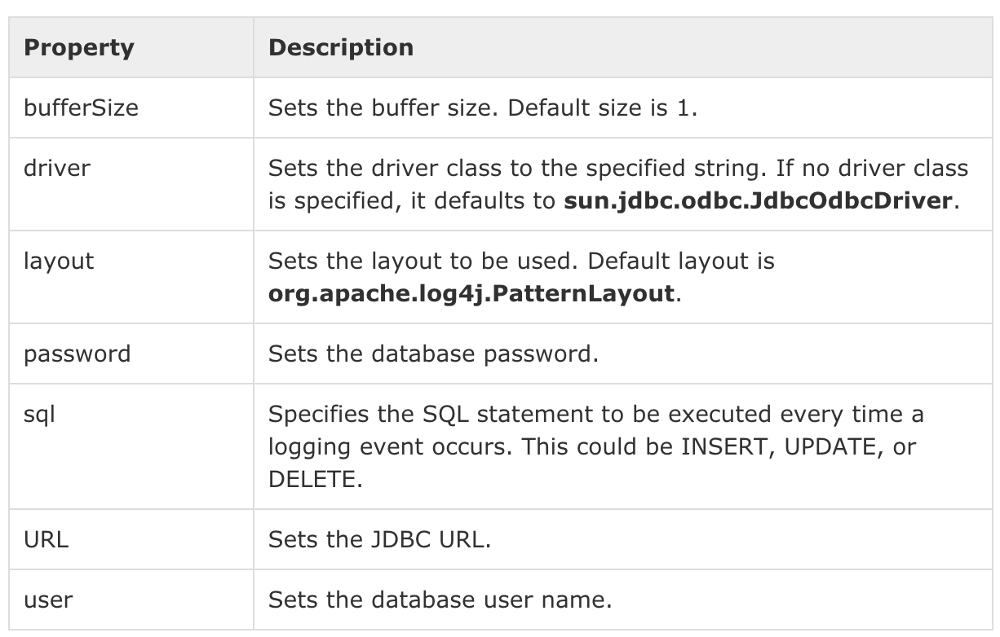 Property Description
bufferSize Sets the buffer size. Default size is 1.
driver Sets the driver class to the specified string. If no driver class
is specified, it defaults to sun.jdbc.odbc.JdbcOdbcDriver.
layout Sets the layout to be used. Default layout is
org.apache.log4j.PatternLayout.
password Sets the database password.
sql Specifies the SQL statement to be executed every time a
logging event occurs. This could be INSERT, UPDATE, or
DELETE.
URL Sets the JDBC URL.
user Sets the database user name.